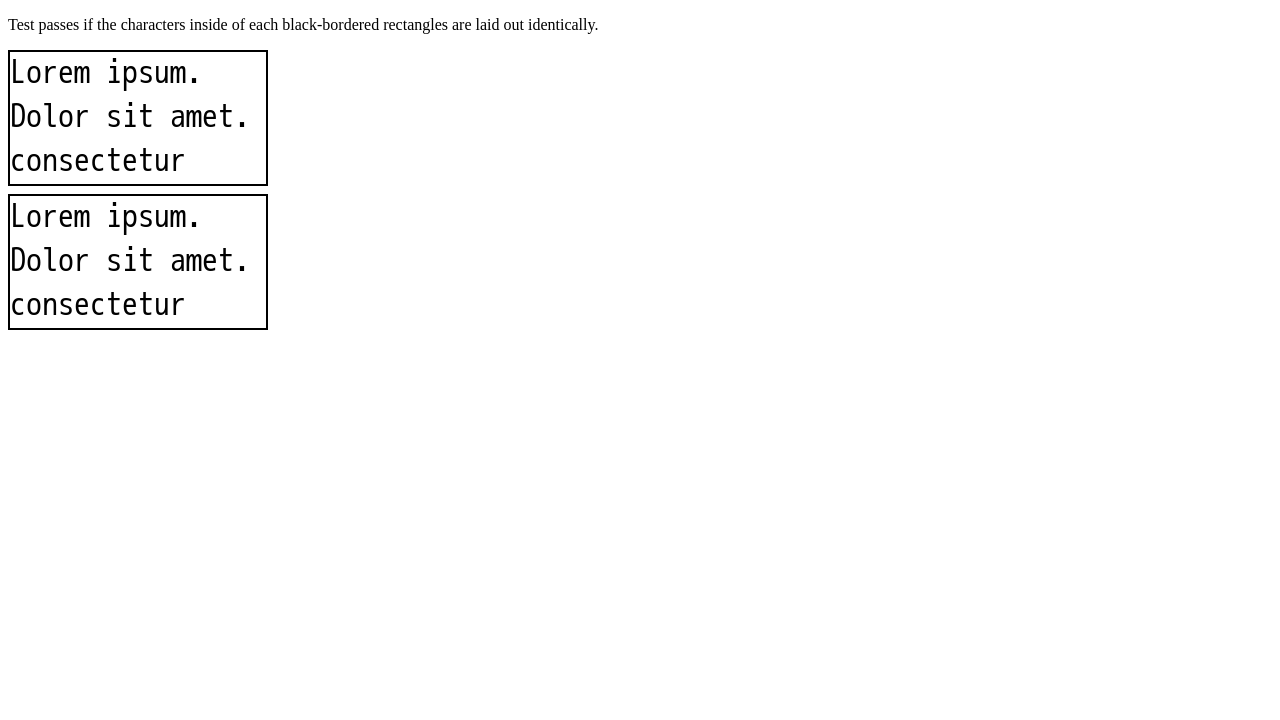 Test passes if the characters inside of each black-bordered rectangles are laid out identically.
Lorem ipsum.
Dolor sit amet.
consectetur
Lorem ipsum.
Dolor sit amet.
consectetur